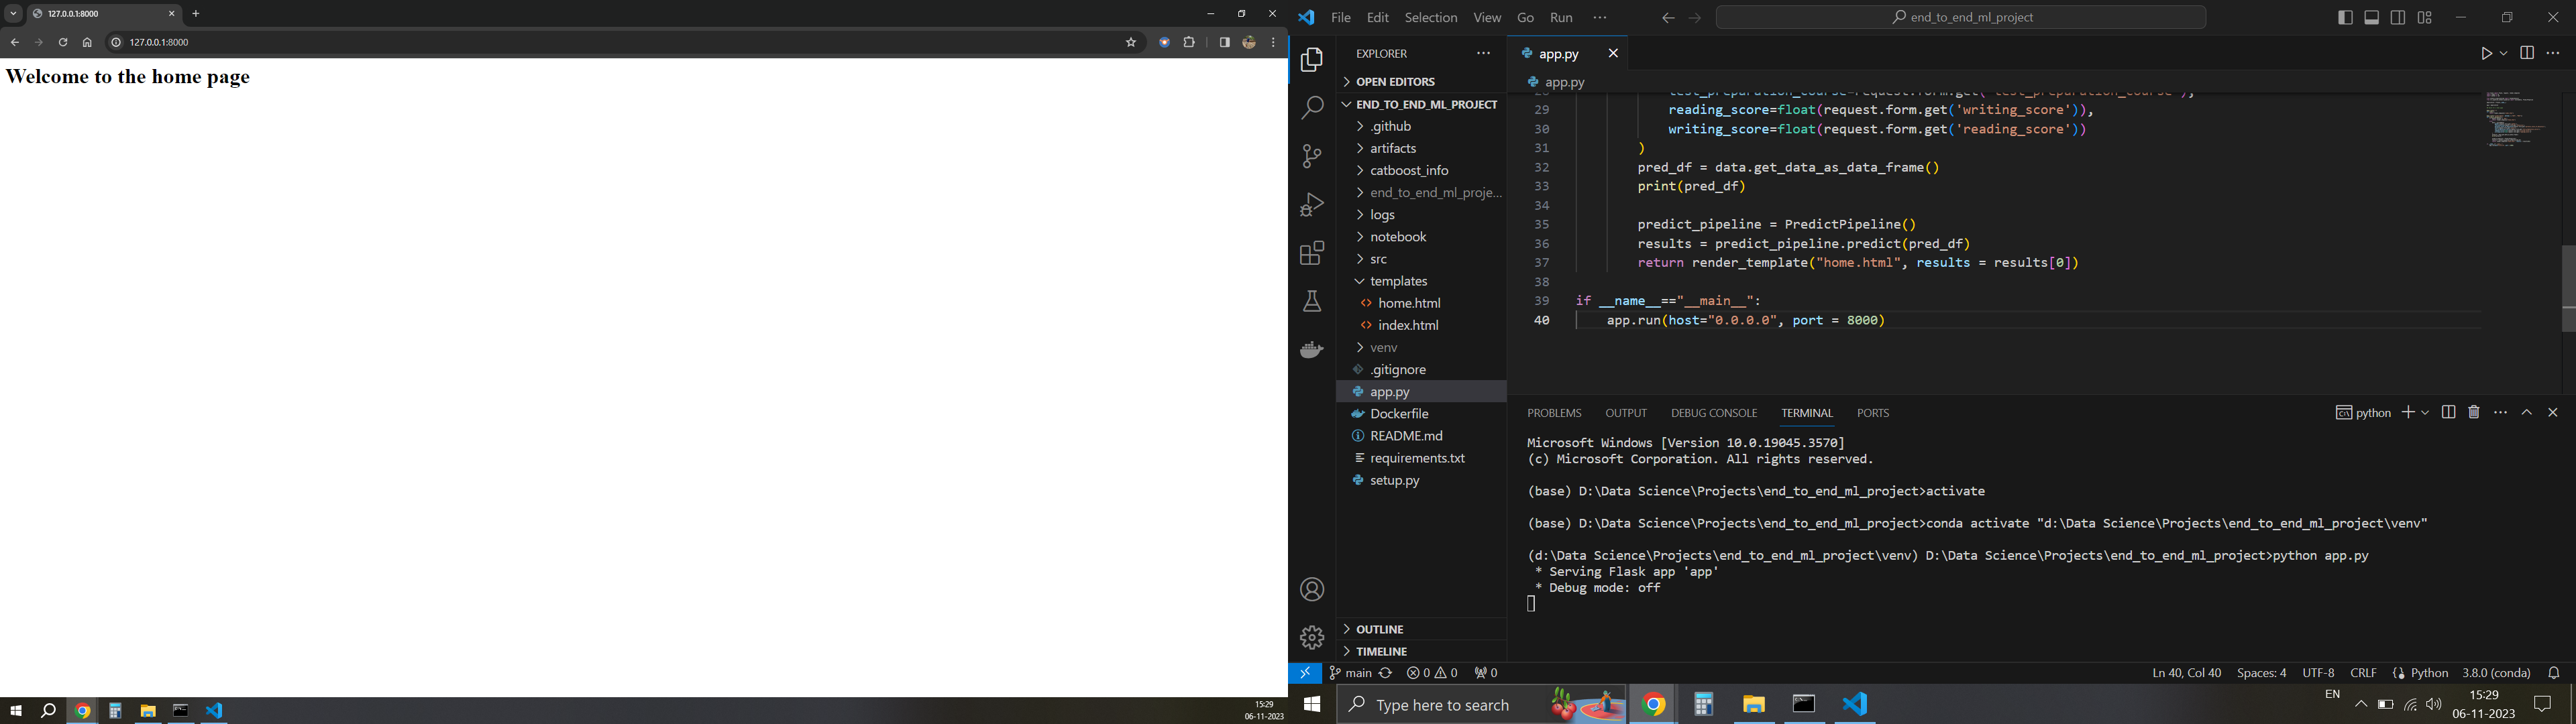 127.0.0.1:8000
127.0.0.1:8000
Welcome to the home page
15:29
06-11-2023
File Edit Selection View Go Run ···
end_to_end_ml_project
EXPLORER
OPEN EDITORS
END_TO_END_ML_PROJECT
.github
artifacts
catboost_info
end_to_end_ml_proje...
logs
notebook
src
templates
home.html
index.html
venv
.gitignore
app.py
Dockerfile
README.md
requirements.txt
setup.py
OUTLINE
TIMELINE
app.py
app.py
29 reading_score=float(request.form.get('writing_score')),
30 writing_score=float(request.form.get('reading_score'))
31 )
32 pred_df = data.get_data_as_data_frame()
33 print(pred_df)
34
35 predict_pipeline = PredictPipeline()
36 results = predict_pipeline.predict(pred_df)
37 return render_template("home.html", results = results[0])
38
39 if __name__=="__main__":
40 app.run(host="0.0.0.0", port = 8000)
PROBLEMS OUTPUT DEBUG CONSOLE TERMINAL PORTS
python
Microsoft Windows [Version 10.0.19045.3570]
(c) Microsoft Corporation. All rights reserved.
(base) D:\Data Science\Projects\end_to_end_ml_project>activate
(base) D:\Data Science\Projects\end_to_end_ml_project>conda activate "d:\Data Science\Projects\end_to_end_ml_project\venv"
(d:\Data Science\Projects\end_to_end_ml_project\venv) D:\Data Science\Projects\end_to_end_ml_project>python app.py
* Serving Flask app 'app'
* Debug mode: off
main 0 0 0
Ln 40, Col 40 Spaces: 4 UTF-8 CRLF Python 3.8.0 (conda)
Type here to search
EN
15:29
06-11-2023